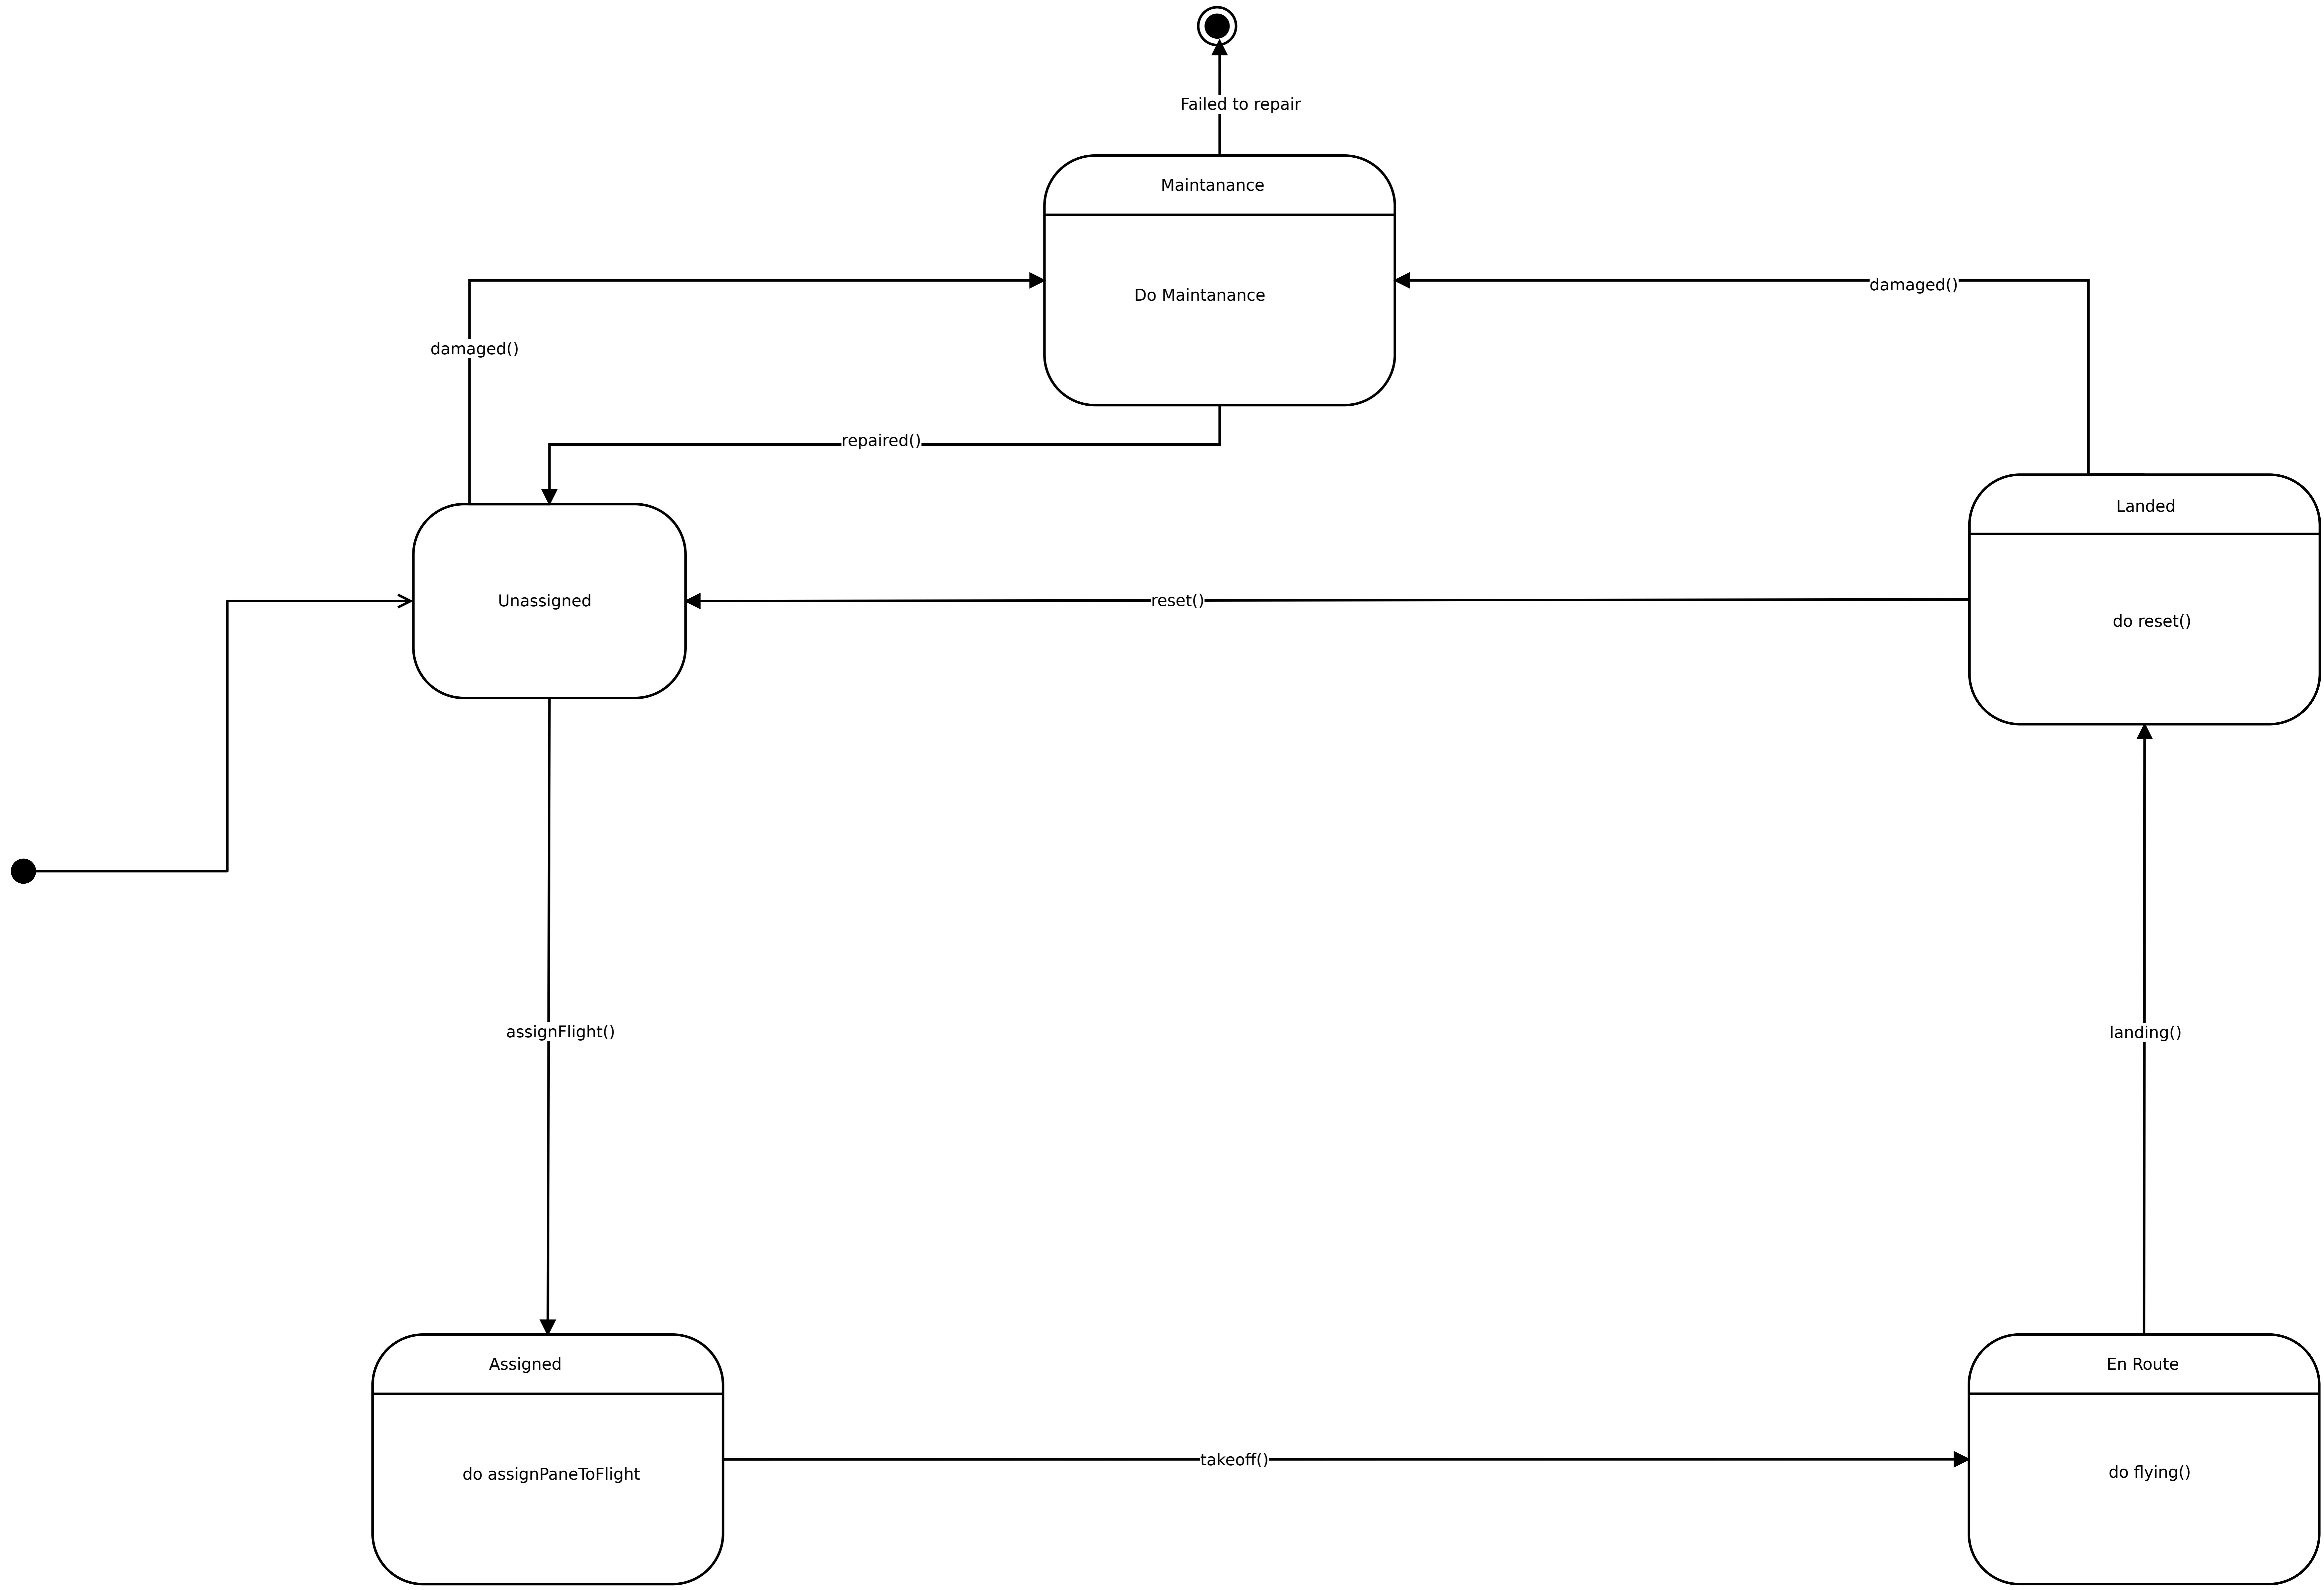 Failed to repair
Maintanance
Do Maintanance
damaged()
damaged()
repaired()
Landed
Unassigned
reset()
do reset()
assignFlight()
landing()
Assigned
En Route
do assignPaneToFlight
takeoff()
do flying()